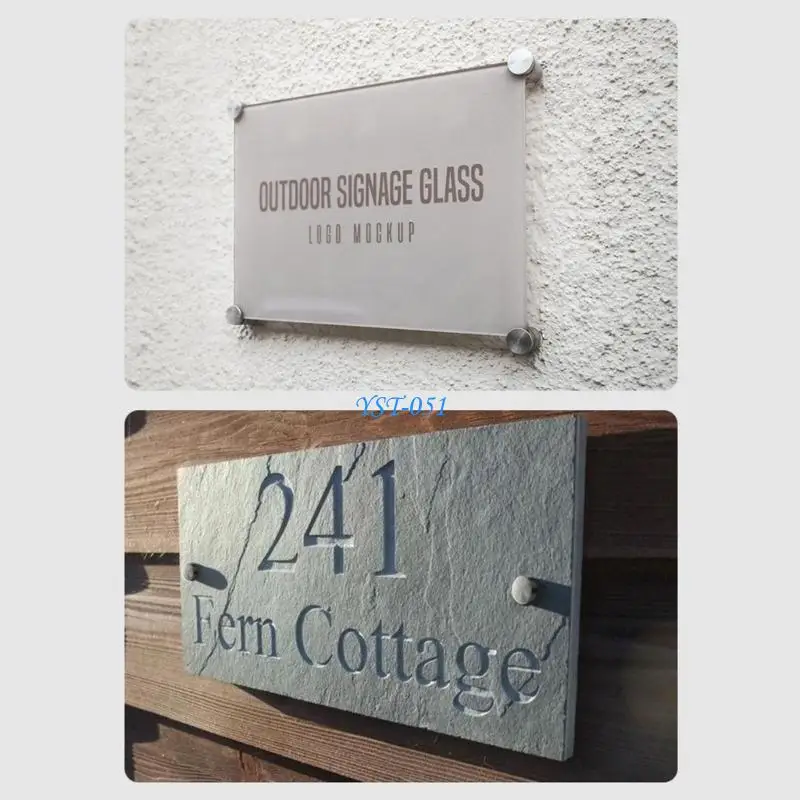 OUTDOOR SIGNAGE GLASS
LOGO MOCKUP
YST-051
241
Fern Cottage